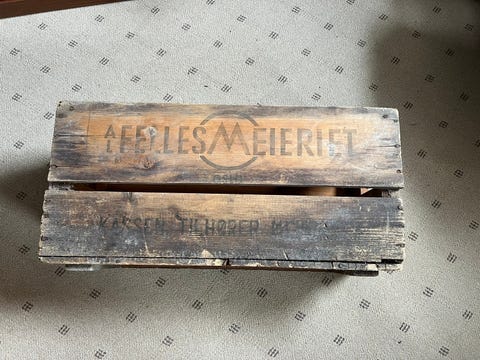 A/L FELLESMEIERIET
KASSEN TILHØRER